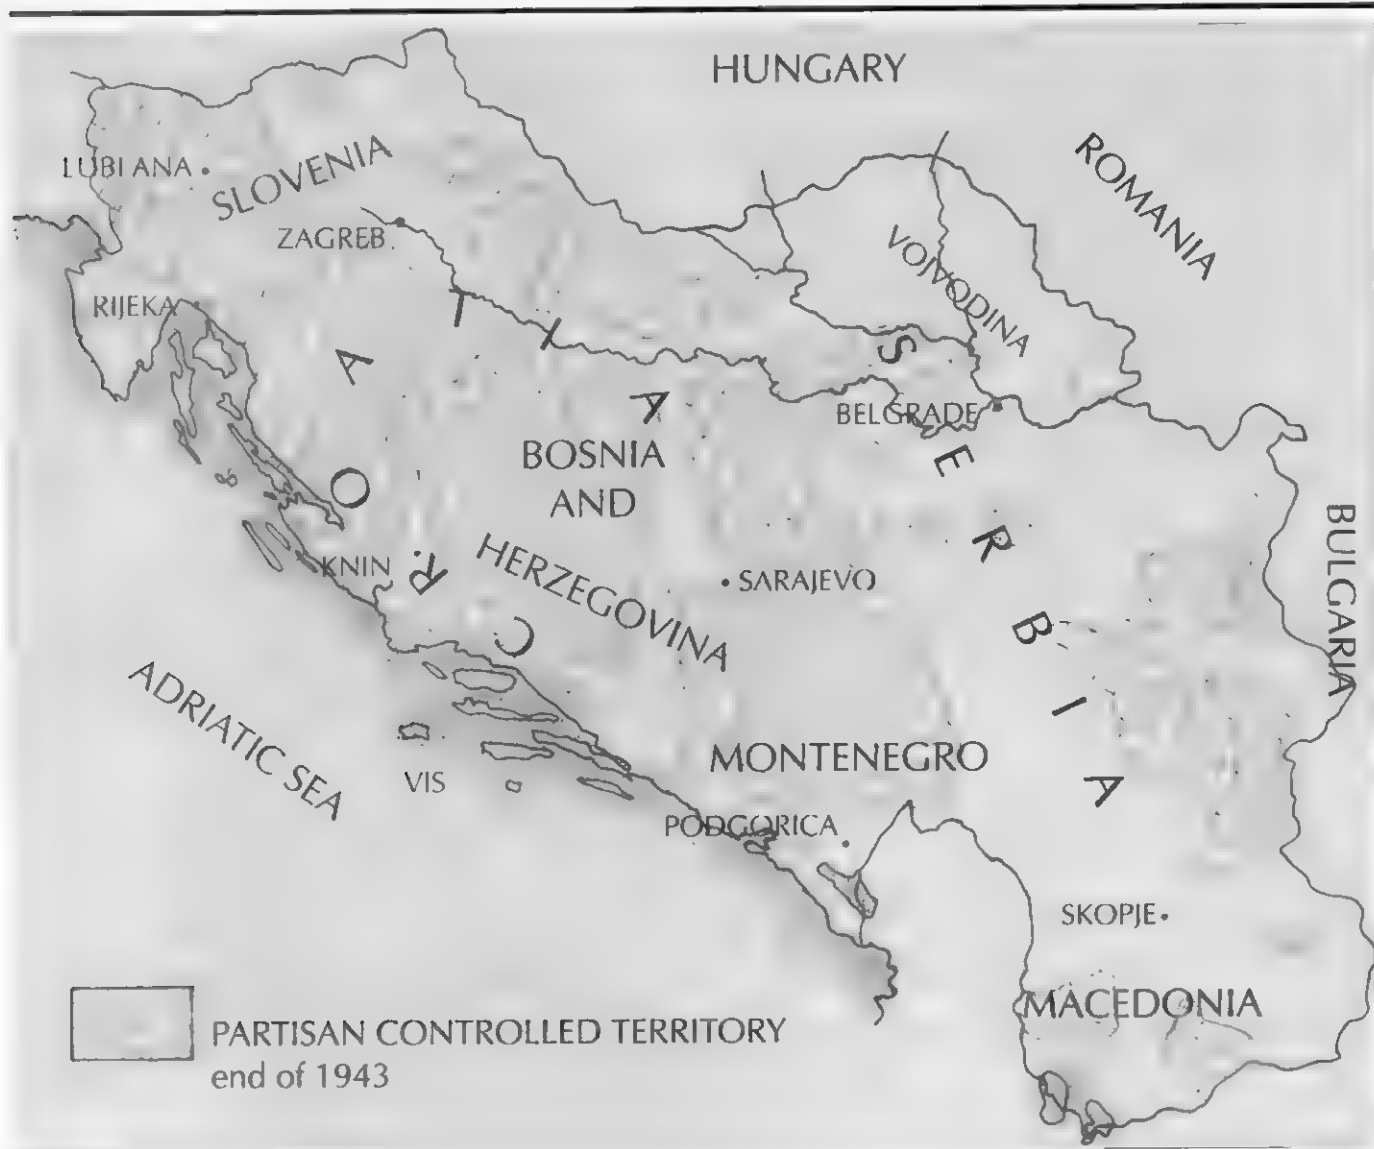 HUNGARY
ROMANIA
LUBIANA
SLOVENIA
ZAGREB
VOJVODINA
RIJEKA
CROATIA
SERBIA
BELGRADE
BOSNIA
AND
HERZEGOVINA
BULGARIA
KNIN
SARAJEVO
ADRIATIC SEA
MONTENEGRO
VIS
PODGORICA
SKOPJE
MACEDONIA
PARTISAN CONTROLLED TERRITORY
end of 1943